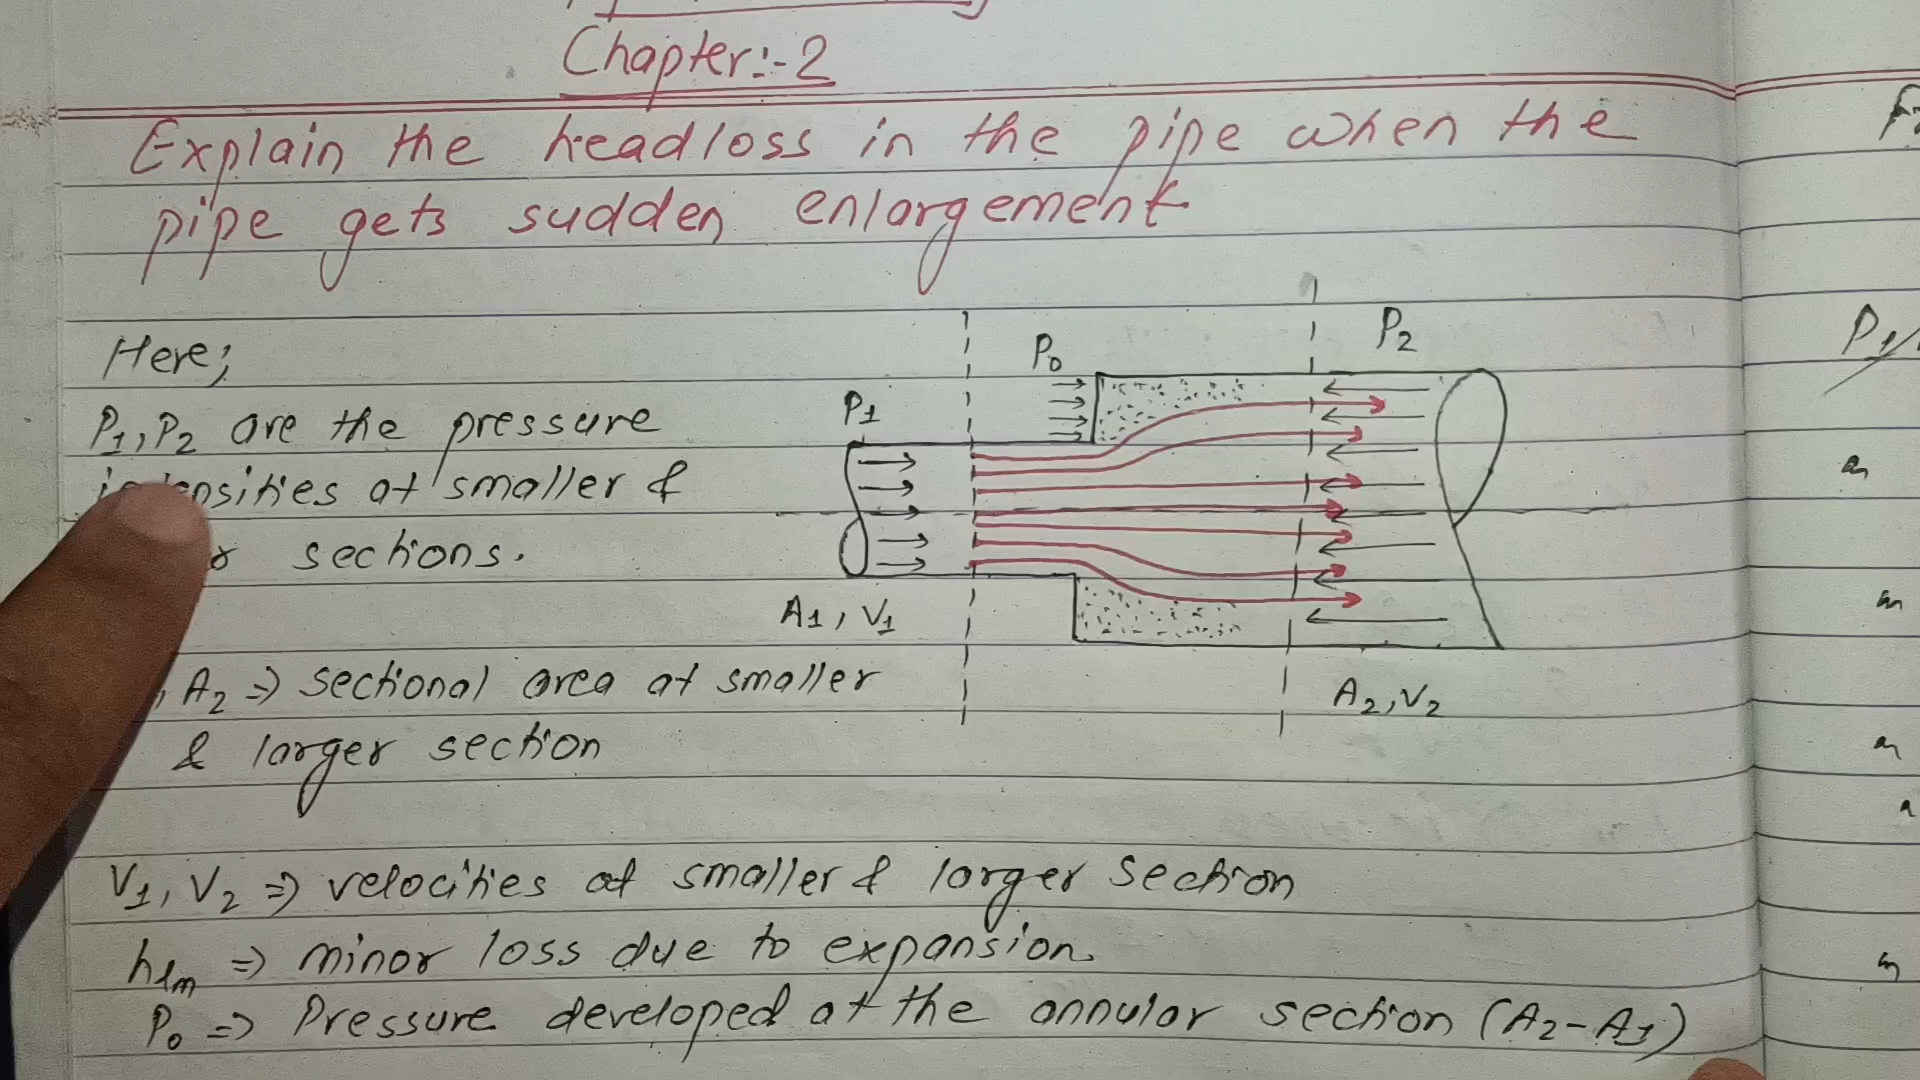 Chapter:-2
Explain the headloss in the pipe when the
pipe gets sudden enlargement
Here;
P1, P2 are the pressure
intensities at smaller &
sections.
A2 => sectional area at smaller
& larger section
P1
P0
P2
A1, V1
A2, V2
V1, V2 => velocities at smaller & larger section
hlm => minor loss due to expansion.
P0 => Pressure developed at the annular section (A2-A1)